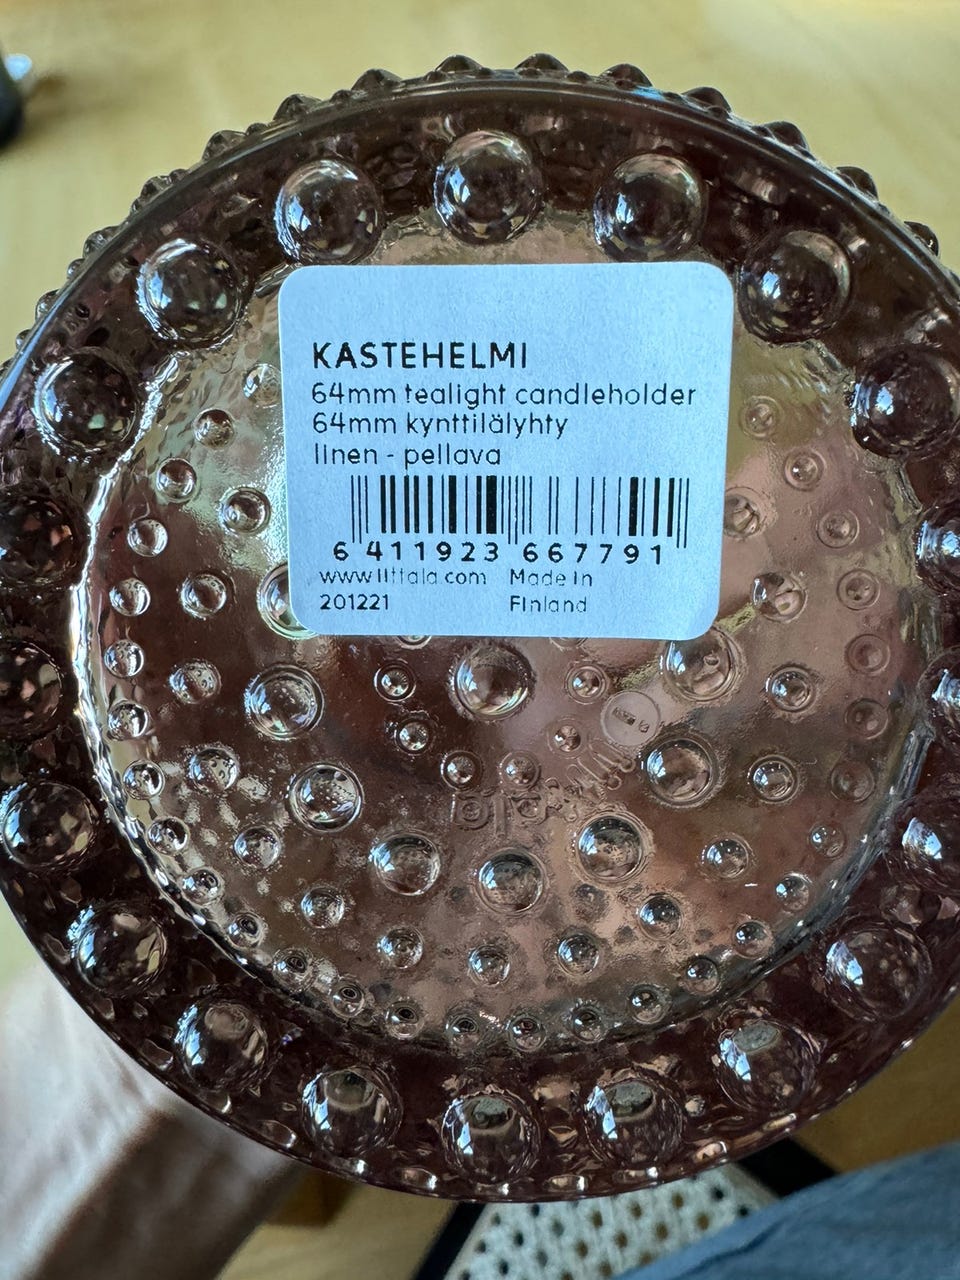 KASTEHELMI
64mm tealight candleholder
64mm kynttilälyhty
linen - pellava
6 411923 667791
www.iittala.com Made in
201221 Finland